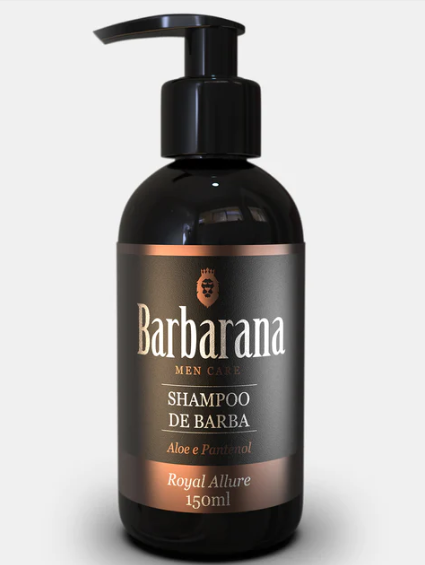 Barbarana
MEN CARE
SHAMPOO
DE BARBA
Aloe e Pantenol
Royal Allure
150ml